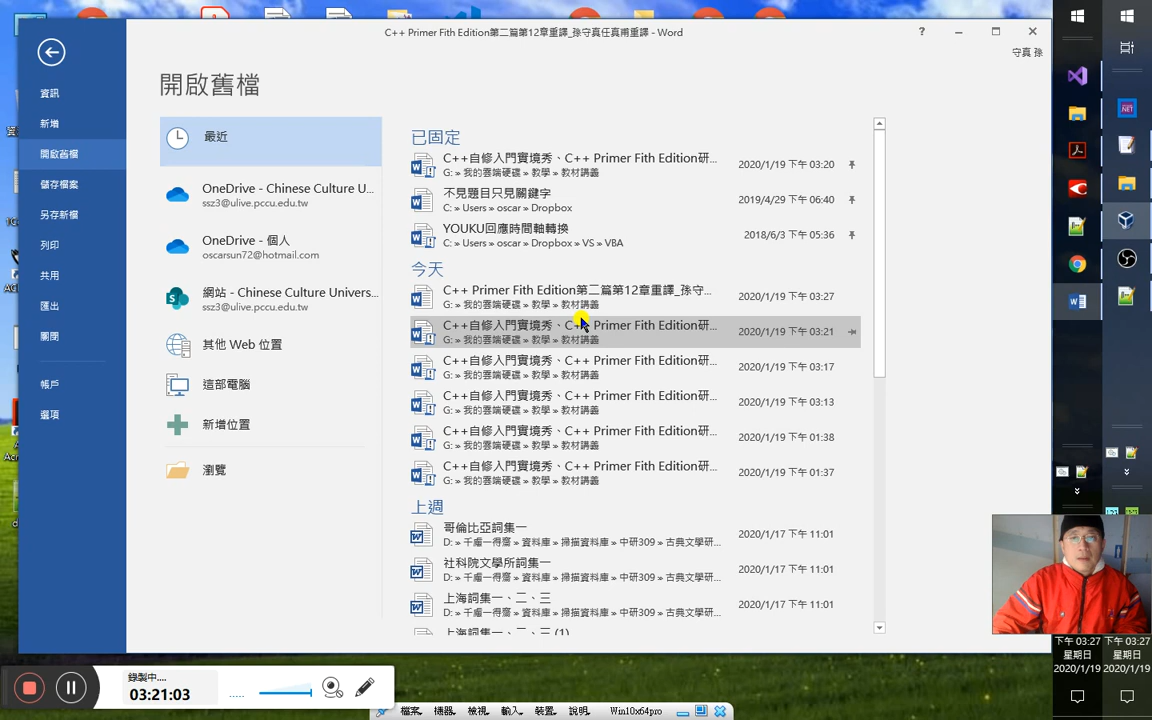 C++ Primer Fith Edition第二篇第12章重譯_孫守真任真甫重譯 - Word
?
守真 孫
資訊
新增
開啟舊檔
儲存檔案
另存新檔
列印
共用
匯出
關閉
帳戶
選項
開啟舊檔
最近
OneDrive - Chinese Culture U...
ssz3@ulive.pccu.edu.tw
OneDrive - 個人
oscarsun72@hotmail.com
網站 - Chinese Culture Univers...
ssz3@ulive.pccu.edu.tw
其他 Web 位置
這部電腦
新增位置
瀏覽
已固定
C++自修入門實境秀、C++ Primer Fith Edition研... 2020/1/19 下午 03:20
G: » 我的雲端硬碟 » 教學 » 教材講義
不見題目只見關鍵字 2019/4/29 下午 06:40
C: » Users » oscar » Dropbox
YOUKU回應時間軸轉換 2018/6/3 下午 05:36
C: » Users » oscar » Dropbox » VS » VBA
今天
C++ Primer Fith Edition第二篇第12章重譯_孫守... 2020/1/19 下午 03:27
G: » 我的雲端硬碟 » 教學 » 教材講義
C++自修入門實境秀、C++ Primer Fith Edition研... 2020/1/19 下午 03:21
G: » 我的雲端硬碟 » 教學 » 教材講義
C++自修入門實境秀、C++ Primer Fith Edition研... 2020/1/19 下午 03:17
G: » 我的雲端硬碟 » 教學 » 教材講義
C++自修入門實境秀、C++ Primer Fith Edition研... 2020/1/19 下午 03:13
G: » 我的雲端硬碟 » 教學 » 教材講義
C++自修入門實境秀、C++ Primer Fith Edition研... 2020/1/19 下午 01:38
G: » 我的雲端硬碟 » 教學 » 教材講義
C++自修入門實境秀、C++ Primer Fith Edition研... 2020/1/19 下午 01:37
G: » 我的雲端硬碟 » 教學 » 教材講義
上週
哥倫比亞詞集一 2020/1/17 下午 11:01
D: » 千慮一得齋 » 資料庫 » 掃描資料庫 » 中研309 » 古典文學研...
社科院文學所詞集一 2020/1/17 下午 11:01
D: » 千慮一得齋 » 資料庫 » 掃描資料庫 » 中研309 » 古典文學研...
上海詞集一、二、三 2020/1/17 下午 11:01
D: » 千慮一得齋 » 資料庫 » 掃描資料庫 » 中研309 » 古典文學研...
上海詞集一、二、三 (1)
錄製中....
03:21:03
檔案 機器 檢視 輸入 裝置 說明 Win10x64pro
下午 03:27 下午 03:27
星期日 星期日
2020/1/19 2020/1/19